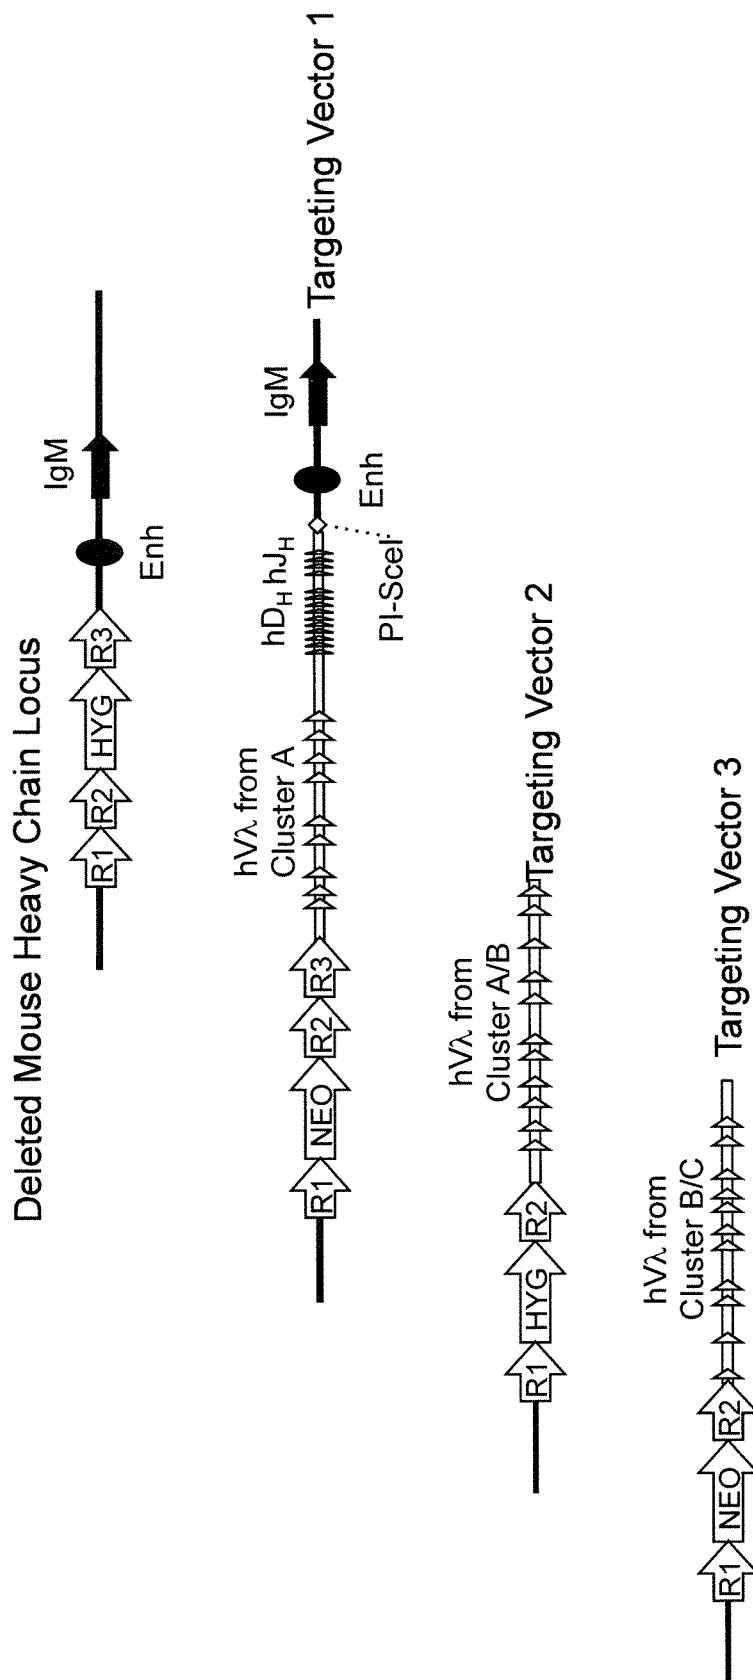 Deleted Mouse Heavy Chain Locus
R1 R2 HYG R3 Enh IgM
hVλ from
Cluster A
hDH hJH
IgM
R1 NEO R2 R3
Enh
PI-SceI
Targeting Vector 1
hVλ from
Cluster A/B
R1 HYG R2
Targeting Vector 2
hVλ from
Cluster B/C
R1 NEO R2
Targeting Vector 3